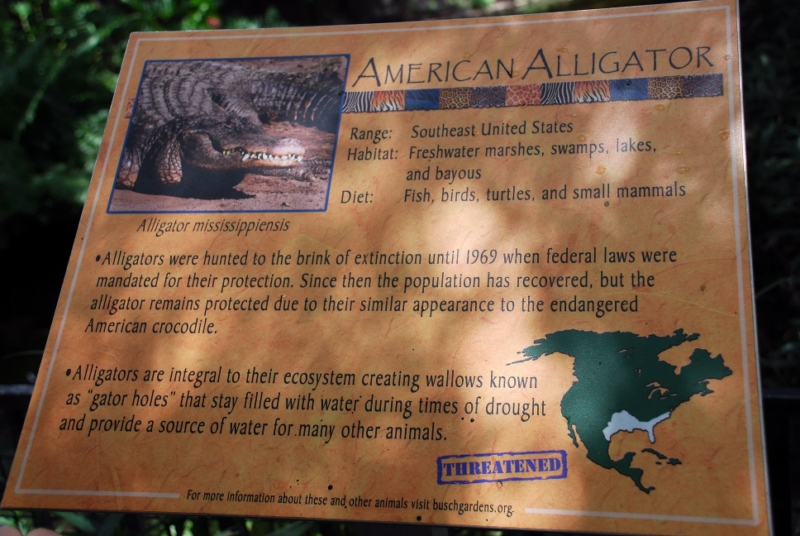 AMERICAN ALLIGATOR
Range: Southeast United States
Habitat: Freshwater marshes, swamps, lakes,
and bayous
Diet: Fish, birds, turtles, and small mammals
Alligator mississippiensis
•Alligators were hunted to the brink of extinction until 1969 when federal laws were
mandated for their protection. Since then the population has recovered, but the
alligator remains protected due to their similar appearance to the endangered
American crocodile.
•Alligators are integral to their ecosystem creating wallows known
as "gator holes" that stay filled with water during times of drought
and provide a source of water for many other animals.
THREATENED
For more information about these and other animals visit buschgardens.org.